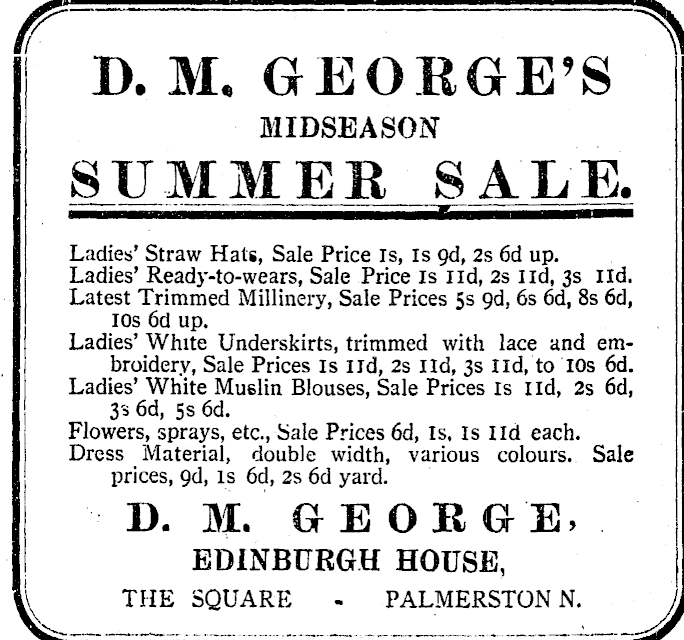 D. M. GEORGE'S
MIDSEASON
SUMMER SALE.
Ladies' Straw Hats, Sale Price 1s, 1s 9d, 2s 6d up.
Ladies' Ready-to-wears, Sale Price 1s 11d, 2s 11d, 3s 11d.
Latest Trimmed Millinery, Sale Prices 5s 9d, 6s 6d, 8s 6d,
10s 6d up.
Ladies' White Underskirts, trimmed with lace and em-
broidery, Sale Prices 1s 11d, 2s 11d, 3s 11d, to 10s 6d.
Ladies' White Muslin Blouses, Sale Prices 1s 11d, 2s 6d,
3s 6d, 5s 6d.
Flowers, sprays, etc., Sale Prices 6d, 1s, 1s 11d each.
Dress Material, double width, various colours. Sale
prices, 9d, 1s 6d, 2s 6d yard.
D. M. GEORGE,
EDINBURGH HOUSE,
THE SQUARE - PALMERSTON N.